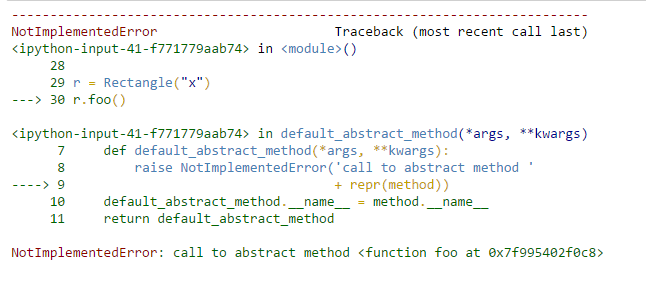 ---------------------------------------------------------------------------
NotImplementedError                       Traceback (most recent call last)
<ipython-input-41-f771779aab74> in <module>()
     28
     29 r = Rectangle("x")
---> 30 r.foo()
<ipython-input-41-f771779aab74> in default_abstract_method(*args, **kwargs)
      7     def default_abstract_method(*args, **kwargs):
      8         raise NotImplementedError('call to abstract method '
----> 9                                   + repr(method))
     10     default_abstract_method.__name__ = method.__name__
     11     return default_abstract_method
NotImplementedError: call to abstract method <function foo at 0x7f995402f0c8>